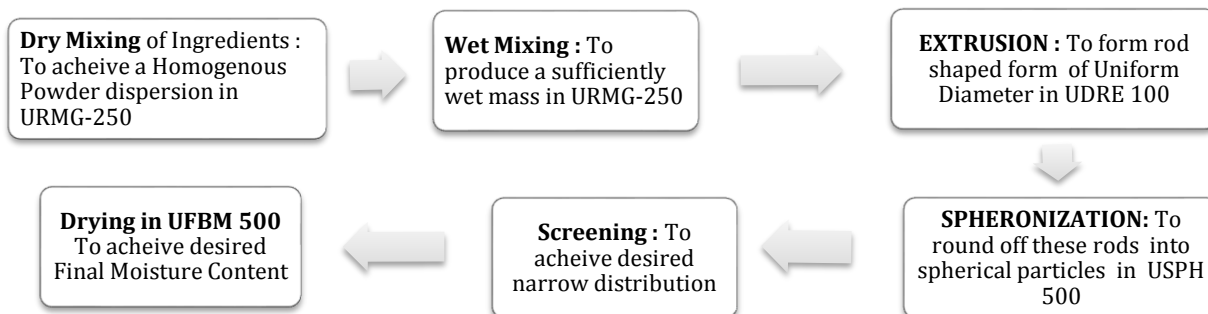 Dry Mixing of Ingredients :
To acheive a Homogenous
Powder dispersion in
URMG-250
Wet Mixing : To
produce a sufficiently
wet mass in URMG-250
EXTRUSION : To form rod
shaped form of Uniform
Diameter in UDRE 100
SPHERONIZATION: To
round off these rods into
spherical particles in USPH
500
Screening : To
acheive desired
narrow distribution
Drying in UFBM 500
To acheive desired
Final Moisture Content